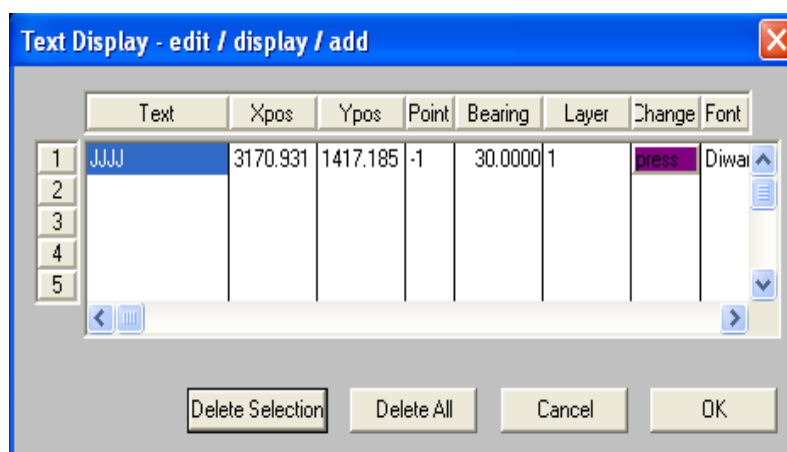 Text Display - edit / display / add
Text Xpos Ypos Point Bearing Layer Change Font
1 JJJJ 3170.931 1417.185 -1 30.0000 1 press
2
3
4
5
Delete Selection Delete All Cancel OK